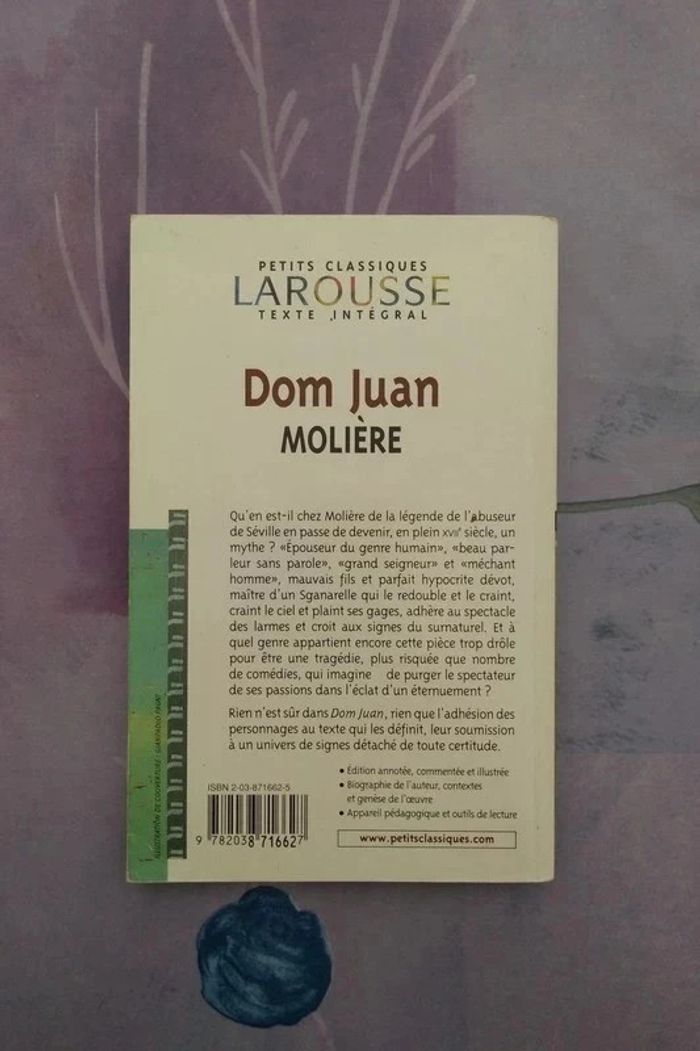 PETITS CLASSIQUES
LAROUSSE
TEXTE INTÉGRAL
Dom Juan
MOLIÈRE
Qu'en est-il chez Molière de la légende de l'abuseur
de Séville en passe de devenir, en plein XVIIe siècle, un
mythe ? «Épouseur du genre humain», «beau par-
leur sans parole», «grand seigneur» et «méchant
homme», mauvais fils et parfait hypocrite dévot,
maître d'un Sganarelle qui le redouble et le craint,
craint le ciel et plaint ses gages, adhère au spectacle
des larmes et croit aux signes du surnaturel. Et à
quel genre appartient encore cette pièce trop drôle
pour être une tragédie, plus risquée que nombre
de comédies, qui imagine de purger le spectateur
de ses passions dans l'éclat d'un éternuement ?
Rien n'est sûr dans Dom Juan, rien que l'adhésion des
personnages au texte qui les définit, leur soumission
à un univers de signes détaché de toute certitude.
• Édition annotée, commentée et illustrée
• Biographie de l'auteur, contextes
et genèse de l'œuvre
• Appareil pédagogique et outils de lecture
www.petitsclassiques.com
ISBN 2-03-871662-5
9 782038 716627
ILLUSTRATION DE COUVERTURE : GIANPAOLO PAGNI